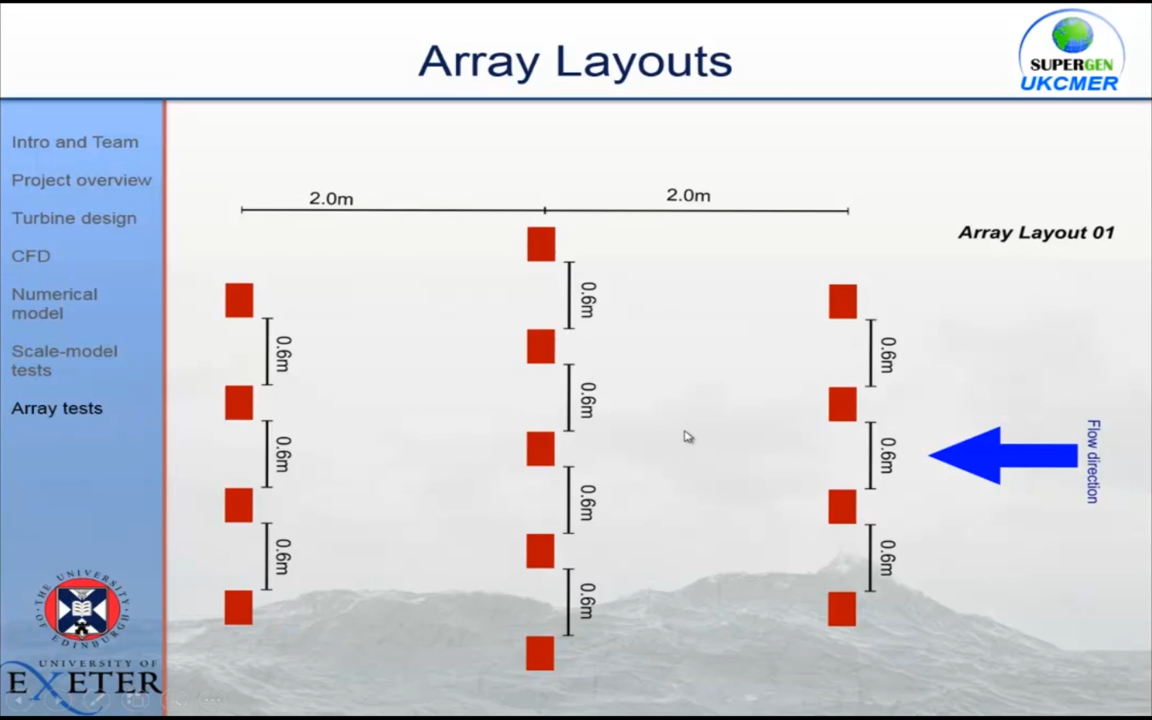 Array Layouts
SUPERGEN
UKCMER
Intro and Team
Project overview
Turbine design
CFD
Numerical
model
Scale-model
tests
Array tests
2.0m
2.0m
Array Layout 01
0.6m
0.6m
0.6m
0.6m
0.6m
0.6m
0.6m
0.6m
0.6m
0.6m
Flow direction
THE UNIVERSITY
OF EDINBURGH
UNIVERSITY OF
EXETER